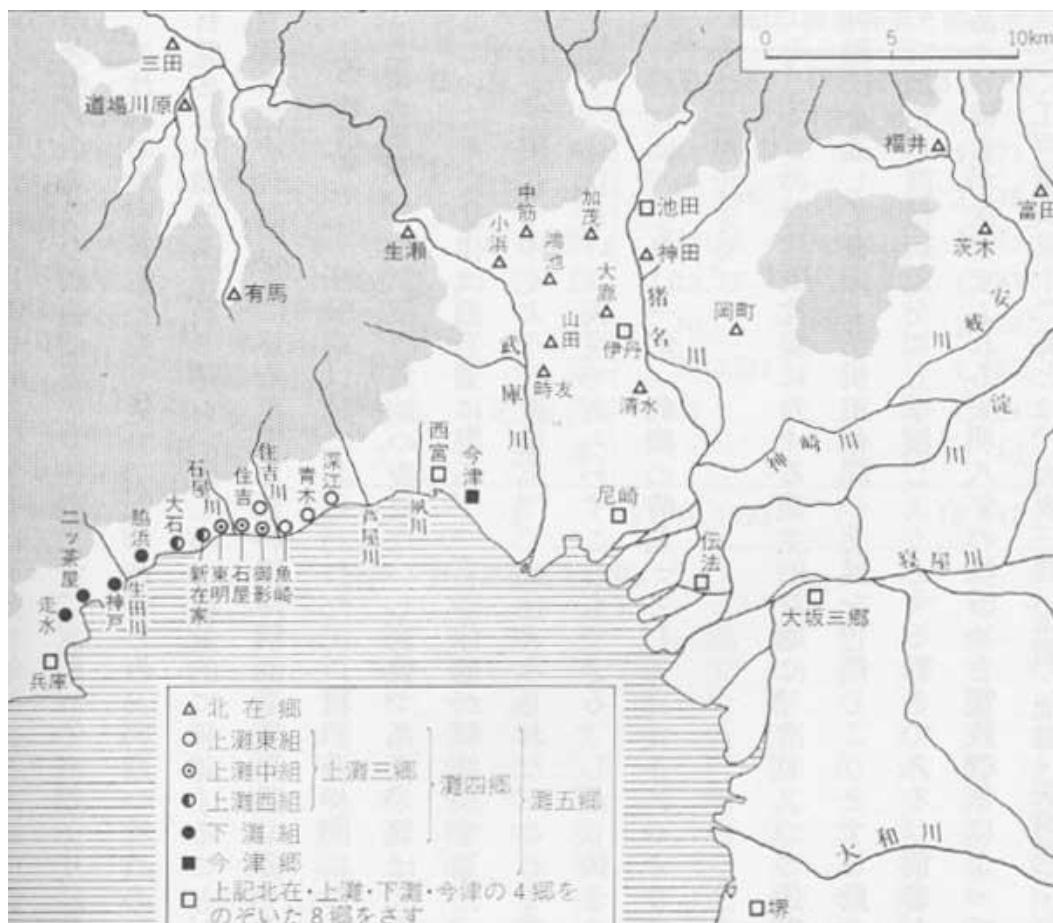 0 5 10km
三田
道場川原
有馬
生瀬
小浜
中筋
鴻池
加茂
山田
時友
大鹿
伊丹
池田
神田
猪名川
清水
岡町
福井
富田
茨木
安威川
淀川
神崎川
武庫川
西宮
今津
尼崎
伝法
寝屋川
大坂三郷
大和川
堺
夙川
芦屋川
深江
青木
住吉川
住吉
石屋川
魚崎
御影
石屋
東明
新在家
大石
脇浜
生田川
神戸
二ッ茶屋
走水
兵庫
北在郷
上灘東組
上灘中組
上灘西組
下灘組
今津郷
上灘三郷
灘四郷
灘五郷
上記北在・上灘・下灘・今津の4郷を
のぞいた8郷をさす